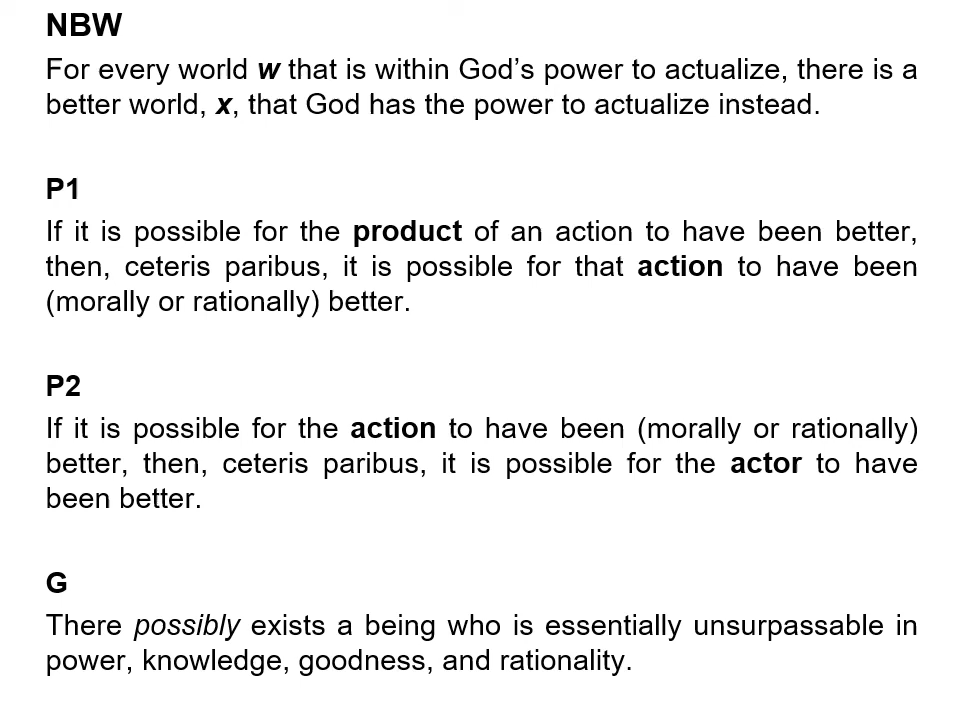 NBW
For every world w that is within God’s power to actualize, there is a
better world, x, that God has the power to actualize instead.
P1
If it is possible for the product of an action to have been better,
then, ceteris paribus, it is possible for that action to have been
(morally or rationally) better.
P2
If it is possible for the action to have been (morally or rationally)
better, then, ceteris paribus, it is possible for the actor to have
been better.
G
There possibly exists a being who is essentially unsurpassable in
power, knowledge, goodness, and rationality.